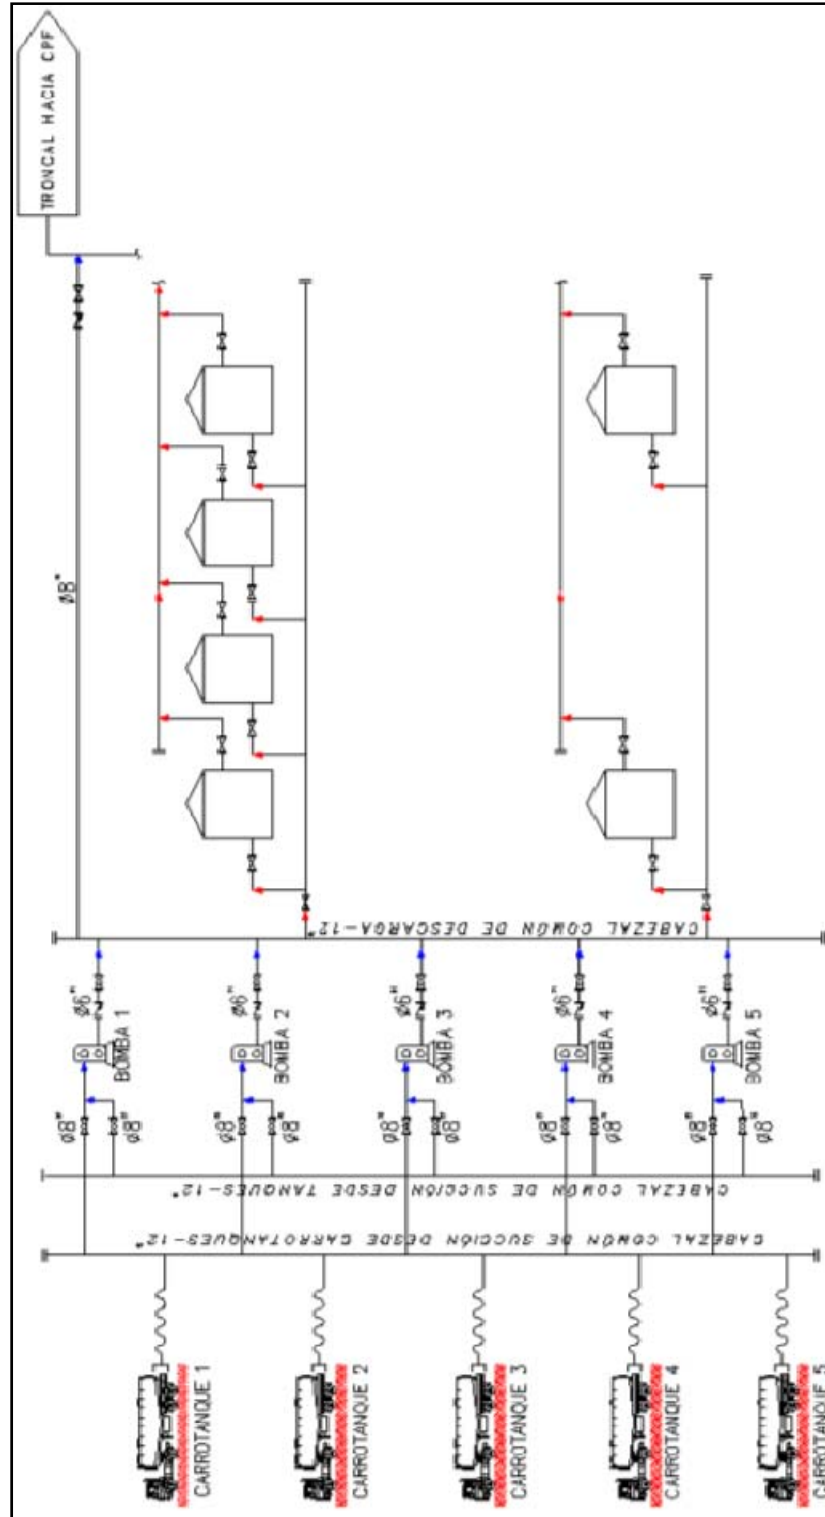 TRONCAL HACIA CPF
Ø8"
CABEZAL COMÚN DE DESCARGA-12"
Ø6"
Ø6"
Ø6"
Ø6"
Ø6"
BOMBA 1
BOMBA 2
BOMBA 3
BOMBA 4
BOMBA 5
Ø8"
Ø8"
Ø8"
Ø8"
Ø8"
Ø8"
Ø8"
Ø8"
Ø8"
Ø8"
CABEZAL COMÚN DE SUCCIÓN DESDE TANQUES-12"
CABEZAL COMÚN DE SUCCIÓN DESDE CARROTANQUES-12"
CARROTANQUE 1
CARROTANQUE 2
CARROTANQUE 3
CARROTANQUE 4
CARROTANQUE 5